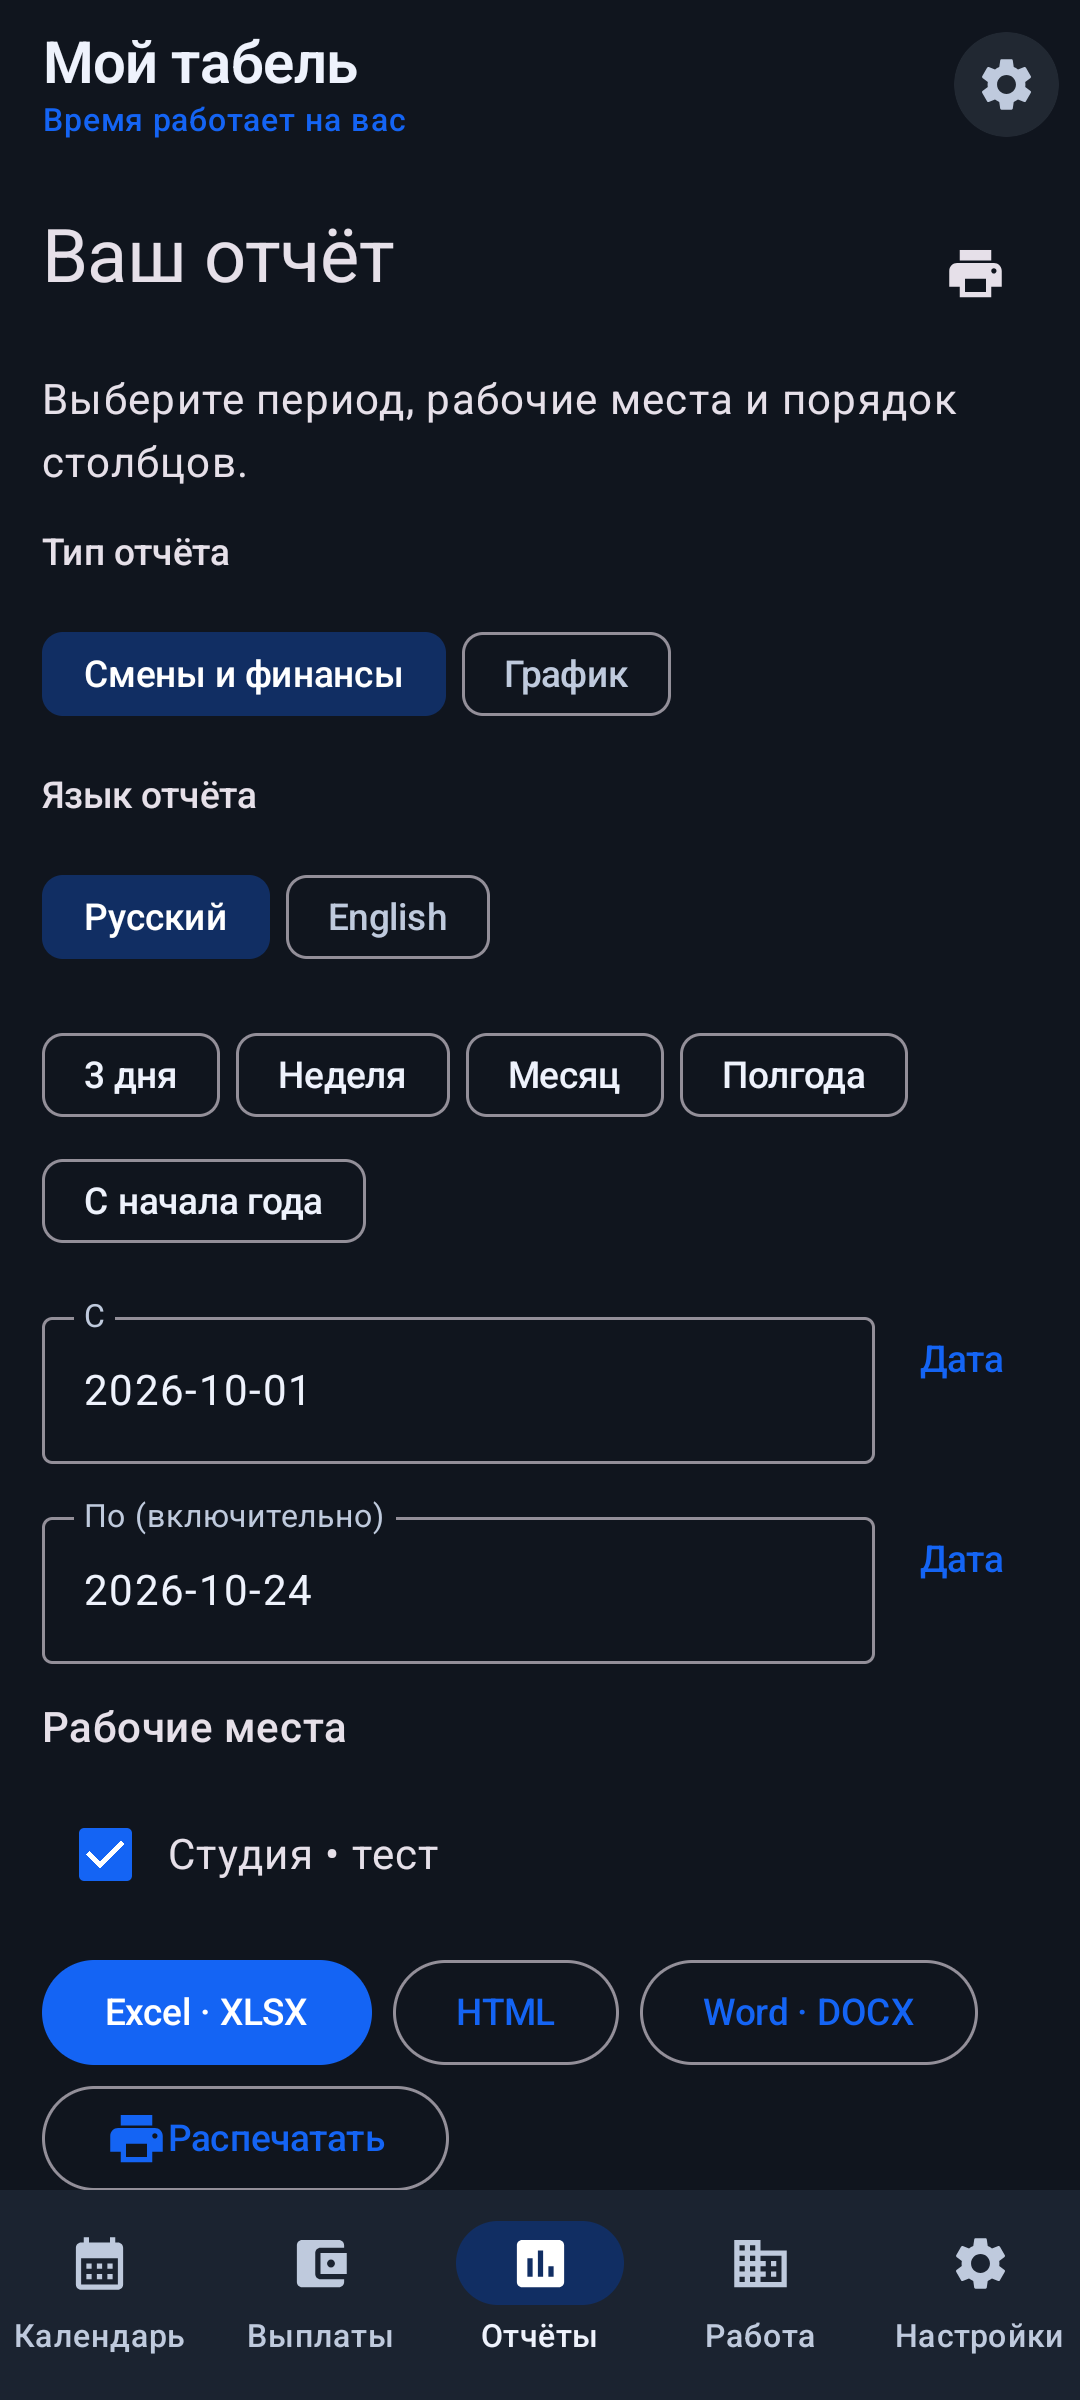 Мой табель
Время работает на вас
Ваш отчёт
Выберите период, рабочие места и порядок
столбцов.
Тип отчёта
Смены и финансы
График
Язык отчёта
Русский
English
3 дня
Неделя
Месяц
Полгода
С начала года
С
2026-10-01
Дата
По (включительно)
2026-10-24
Дата
Рабочие места
Студия • тест
Excel · XLSX
HTML
Word · DOCX
Распечатать
Календарь
Выплаты
Отчёты
Работа
Настройки